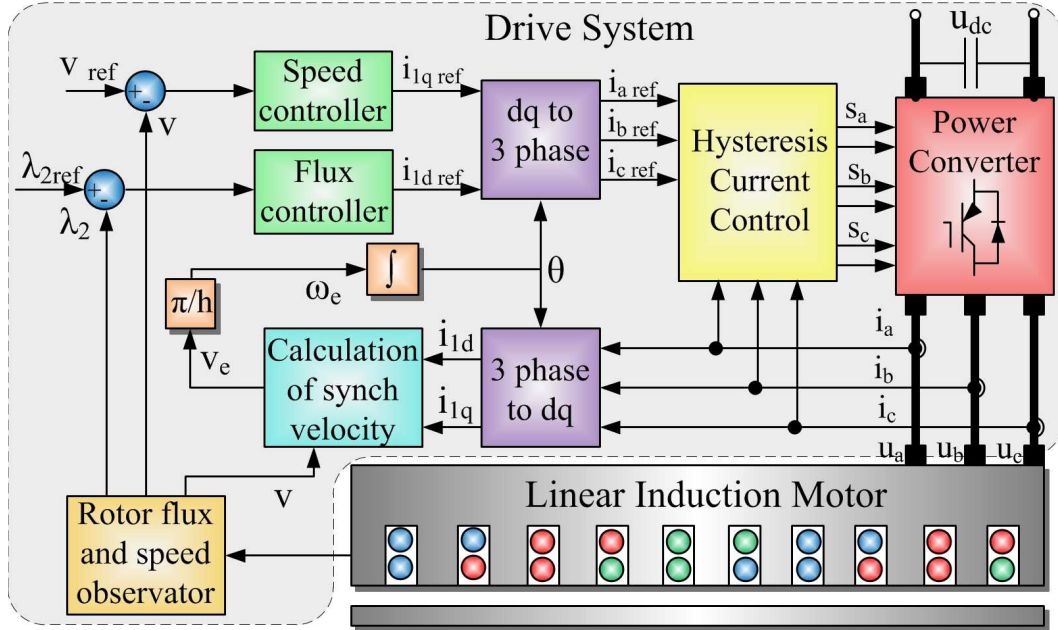 Drive System
u_dc
v_ref
+
-
v
Speed
controller
i_1q ref
dq to
3 phase
i_a ref
i_b ref
i_c ref
Hysteresis
Current
Control
s_a
s_b
s_c
Power
Converter
λ_2ref
+
-
λ_2
Flux
controller
i_1d ref
π/h
ω_e
∫
θ
v_e
Calculation
of synch
velocity
i_1d
i_1q
3 phase
to dq
i_a
i_b
i_c
u_a
u_b
u_c
v
Rotor flux
and speed
observator
Linear Induction Motor